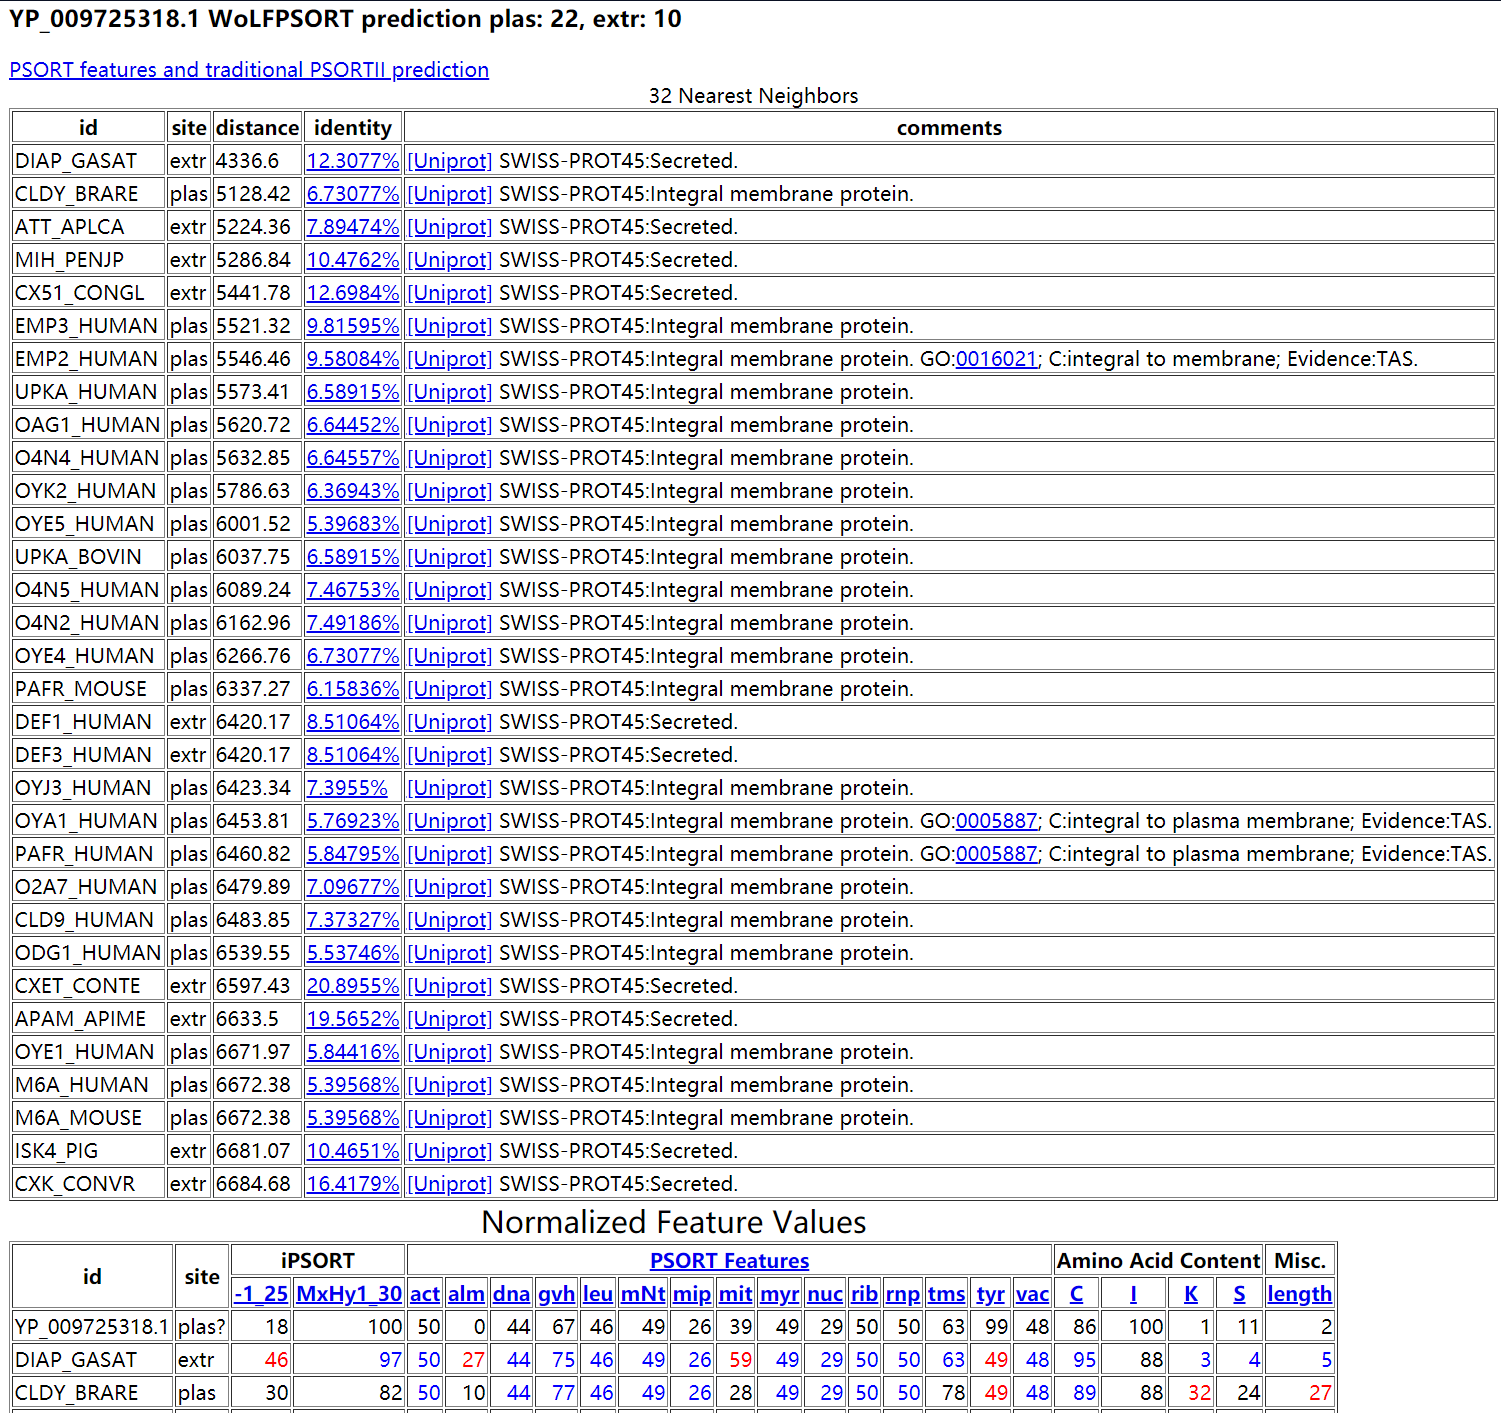 YP_009725318.1 WoLFPSORT prediction plas: 22, extr: 10
PSORT features and traditional PSORTII prediction
32 Nearest Neighbors
id site distance identity comments
DIAP_GASAT extr 4336.6 12.3077% [Uniprot] SWISS-PROT45:Secreted.
CLDY_BRARE plas 5128.42 6.73077% [Uniprot] SWISS-PROT45:Integral membrane protein.
ATT_APLCA extr 5224.36 7.89474% [Uniprot] SWISS-PROT45:Secreted.
MIH_PENJP extr 5286.84 10.4762% [Uniprot] SWISS-PROT45:Secreted.
CX51_CONGL extr 5441.78 12.6984% [Uniprot] SWISS-PROT45:Secreted.
EMP3_HUMAN plas 5521.32 9.81595% [Uniprot] SWISS-PROT45:Integral membrane protein.
EMP2_HUMAN plas 5546.46 9.58084% [Uniprot] SWISS-PROT45:Integral membrane protein. GO:0016021; C:integral to membrane; Evidence:TAS.
UPKA_HUMAN plas 5573.41 6.58915% [Uniprot] SWISS-PROT45:Integral membrane protein.
OAG1_HUMAN plas 5620.72 6.64452% [Uniprot] SWISS-PROT45:Integral membrane protein.
O4N4_HUMAN plas 5632.85 6.64557% [Uniprot] SWISS-PROT45:Integral membrane protein.
OYK2_HUMAN plas 5786.63 6.36943% [Uniprot] SWISS-PROT45:Integral membrane protein.
OYE5_HUMAN plas 6001.52 5.39683% [Uniprot] SWISS-PROT45:Integral membrane protein.
UPKA_BOVIN plas 6037.75 6.58915% [Uniprot] SWISS-PROT45:Integral membrane protein.
O4N5_HUMAN plas 6089.24 7.46753% [Uniprot] SWISS-PROT45:Integral membrane protein.
O4N2_HUMAN plas 6162.96 7.49186% [Uniprot] SWISS-PROT45:Integral membrane protein.
OYE4_HUMAN plas 6266.76 6.73077% [Uniprot] SWISS-PROT45:Integral membrane protein.
PAFR_MOUSE plas 6337.27 6.15836% [Uniprot] SWISS-PROT45:Integral membrane protein.
DEF1_HUMAN extr 6420.17 8.51064% [Uniprot] SWISS-PROT45:Secreted.
DEF3_HUMAN extr 6420.17 8.51064% [Uniprot] SWISS-PROT45:Secreted.
OYJ3_HUMAN plas 6423.34 7.3955% [Uniprot] SWISS-PROT45:Integral membrane protein.
OYA1_HUMAN plas 6453.81 5.76923% [Uniprot] SWISS-PROT45:Integral membrane protein. GO:0005887; C:integral to plasma membrane; Evidence:TAS.
PAFR_HUMAN plas 6460.82 5.84795% [Uniprot] SWISS-PROT45:Integral membrane protein. GO:0005887; C:integral to plasma membrane; Evidence:TAS.
O2A7_HUMAN plas 6479.89 7.09677% [Uniprot] SWISS-PROT45:Integral membrane protein.
CLD9_HUMAN plas 6483.85 7.37327% [Uniprot] SWISS-PROT45:Integral membrane protein.
ODG1_HUMAN plas 6539.55 5.53746% [Uniprot] SWISS-PROT45:Integral membrane protein.
CXET_CONTE extr 6597.43 20.8955% [Uniprot] SWISS-PROT45:Secreted.
APAM_APIME extr 6633.5 19.5652% [Uniprot] SWISS-PROT45:Secreted.
OYE1_HUMAN plas 6671.97 5.84416% [Uniprot] SWISS-PROT45:Integral membrane protein.
M6A_HUMAN plas 6672.38 5.39568% [Uniprot] SWISS-PROT45:Integral membrane protein.
M6A_MOUSE plas 6672.38 5.39568% [Uniprot] SWISS-PROT45:Integral membrane protein.
ISK4_PIG extr 6681.07 10.4651% [Uniprot] SWISS-PROT45:Secreted.
CXK_CONVR extr 6684.68 16.4179% [Uniprot] SWISS-PROT45:Secreted.
Normalized Feature Values
id site iPSORT PSORT Features Amino Acid Content Misc.
-1_25 MxHy1_30 act alm dna gvh leu mNt mip mit myr nuc rib rnp tms tyr vac C I K S length
YP_009725318.1 plas? 18 100 50 0 44 67 46 49 26 39 49 29 50 50 63 99 48 86 100 1 11 2
DIAP_GASAT extr 46 97 50 27 44 75 46 49 26 59 49 29 50 50 63 49 48 95 88 3 4 5
CLDY_BRARE plas 30 82 50 10 44 77 46 49 26 28 49 29 50 50 78 49 48 89 88 32 24 27